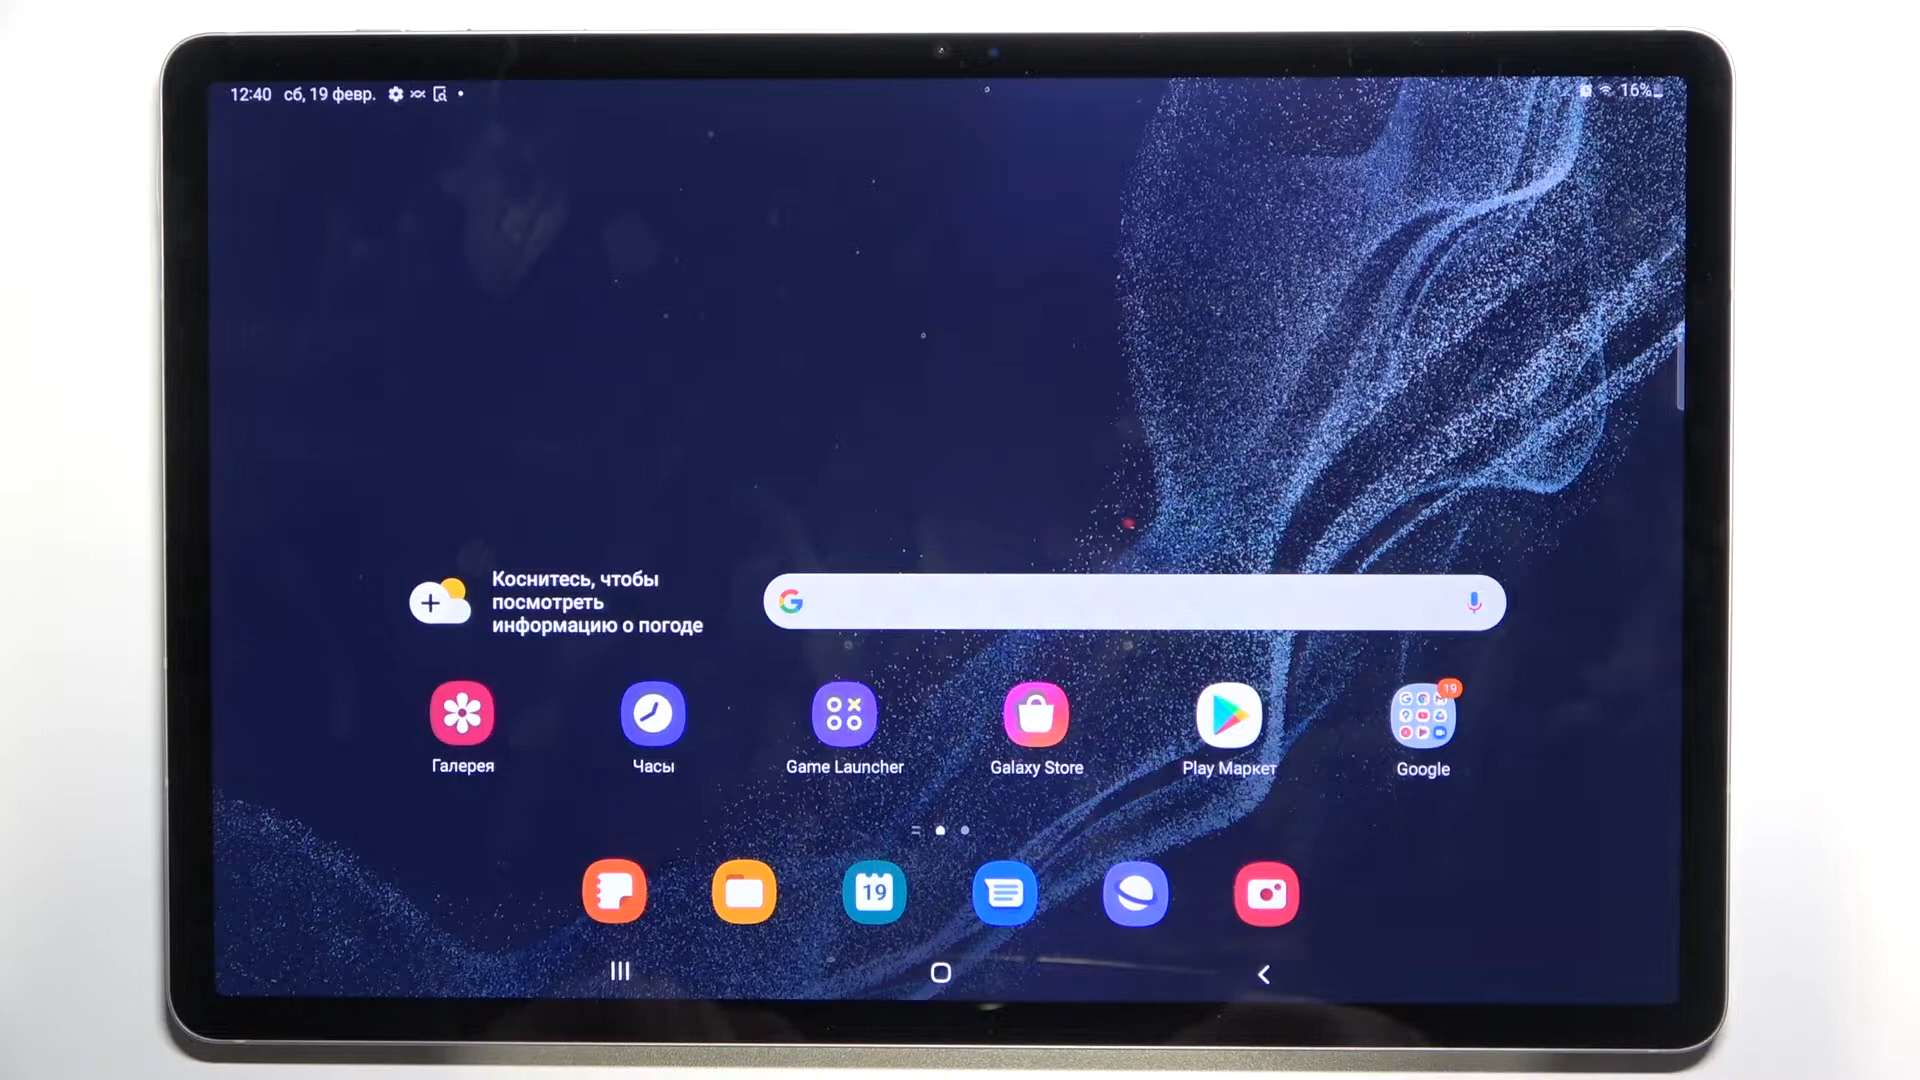 12:40 сб, 19 февр.
16%
Коснитесь, чтобы
посмотреть
информацию о погоде
19
Галерея
Часы
Game Launcher
Galaxy Store
Play Маркет
Google
19